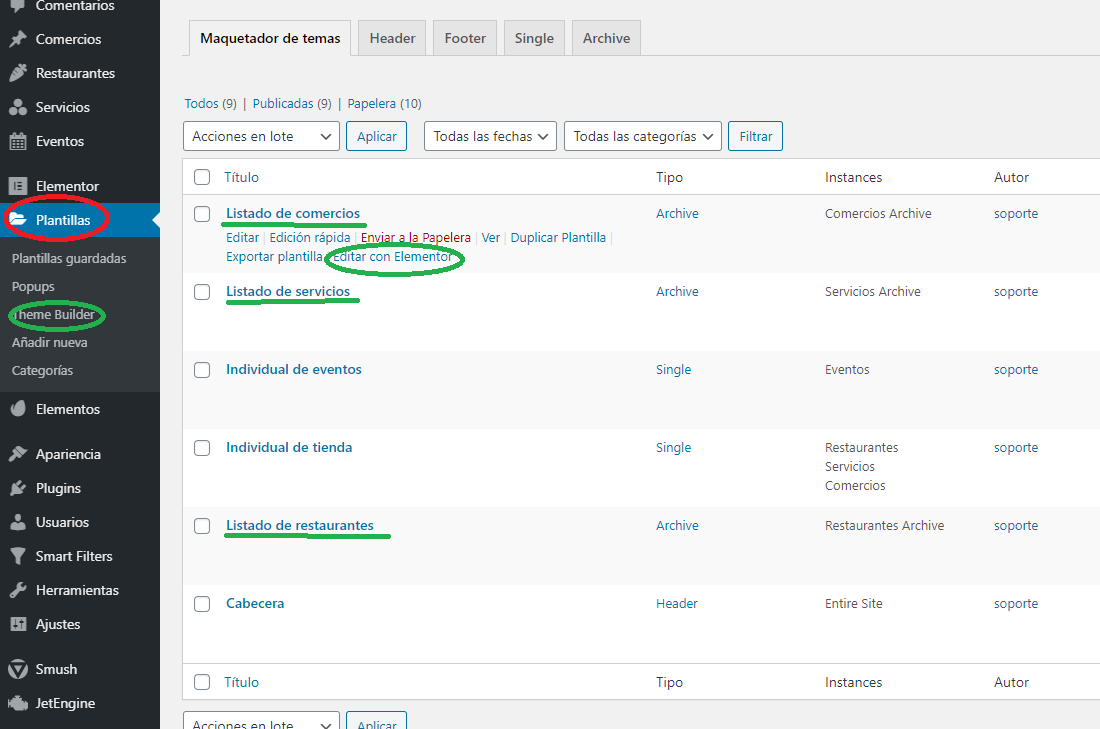 Comentarios
Comercios
Restaurantes
Servicios
Eventos
Elementor
Plantillas
Plantillas guardadas
Popups
Theme Builder
Añadir nueva
Categorías
Elementos
Apariencia
Plugins
Usuarios
Smart Filters
Herramientas
Ajustes
Smush
JetEngine
Maquetador de temas Header Footer Single Archive
Todos (9) | Publicadas (9) | Papelera (10)
Acciones en lote Aplicar Todas las fechas Todas las categorías Filtrar
Título Tipo Instances Autor
Listado de comercios Archive Comercios Archive soporte
Editar | Edición rápida | Enviar a la Papelera | Ver | Duplicar Plantilla |
Exportar plantilla Editar con Elementor
Listado de servicios Archive Servicios Archive soporte
Individual de eventos Single Eventos soporte
Individual de tienda Single Restaurantes soporte
Servicios
Comercios
Listado de restaurantes Archive Restaurantes Archive soporte
Cabecera Header Entire Site soporte
Título Tipo Instances Autor
Acciones en lote Aplicar